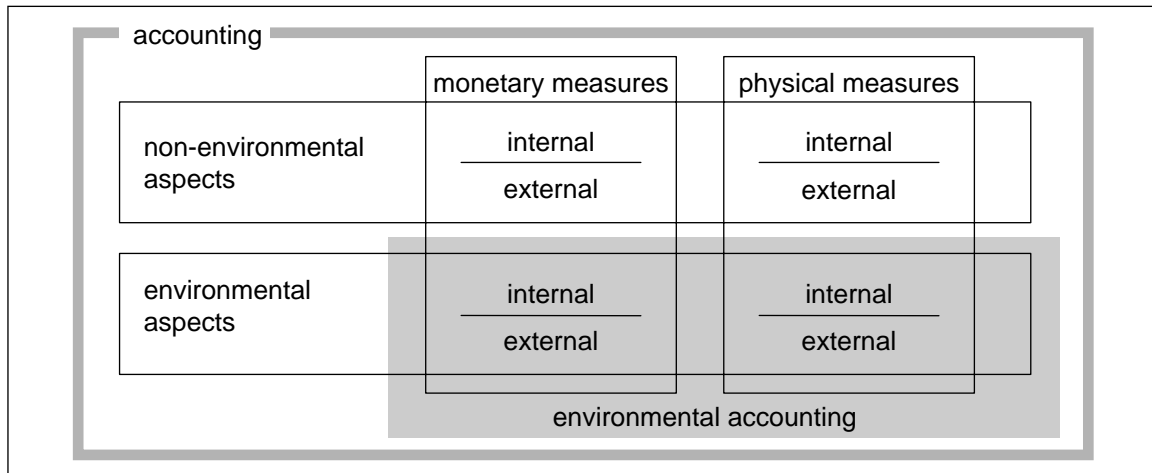 accounting
monetary measures physical measures
non-environmental
aspects
internal internal
external external
environmental
aspects
internal internal
external external
environmental accounting